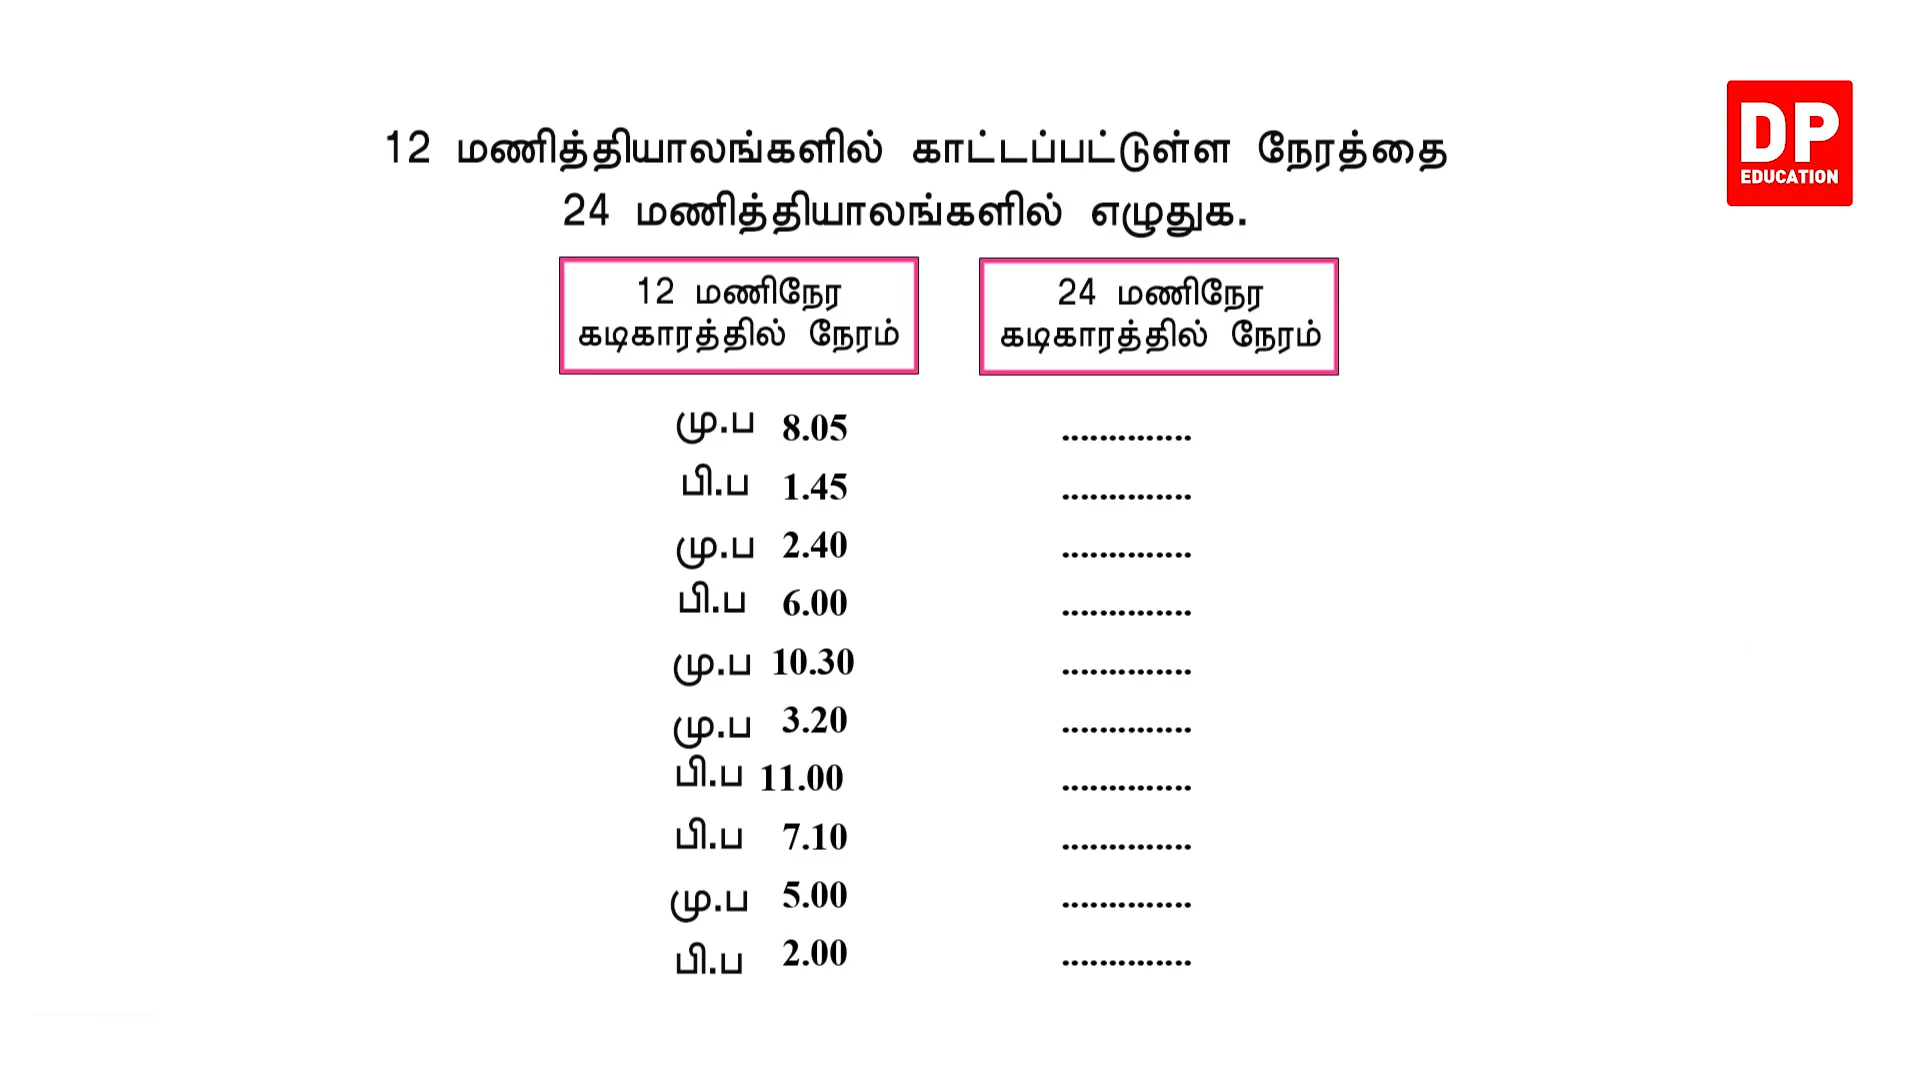 DP
EDUCATION
12 மணித்தியாலங்களில் காட்டப்பட்டுள்ள நேரத்தை
24 மணித்தியாலங்களில் எழுதுக.
12 மணிநேர
கடிகாரத்தில் நேரம்
24 மணிநேர
கடிகாரத்தில் நேரம்
மு.ப 8.05 ..............
பி.ப 1.45 ..............
மு.ப 2.40 ..............
பி.ப 6.00 ..............
மு.ப 10.30 ..............
மு.ப 3.20 ..............
பி.ப 11.00 ..............
பி.ப 7.10 ..............
மு.ப 5.00 ..............
பி.ப 2.00 ..............